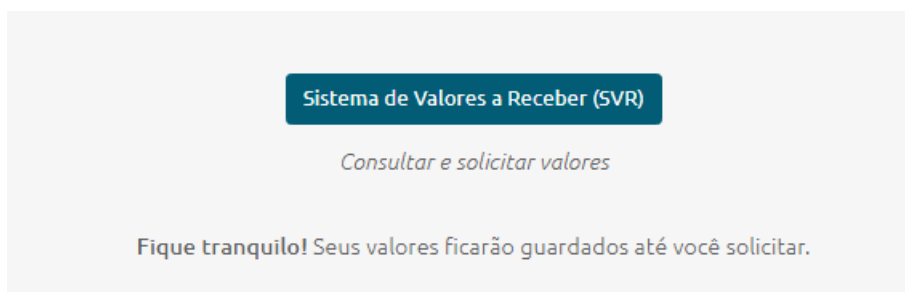 Sistema de Valores a Receber (SVR)
Consultar e solicitar valores
Fique tranquilo! Seus valores ficarão guardados até você solicitar.